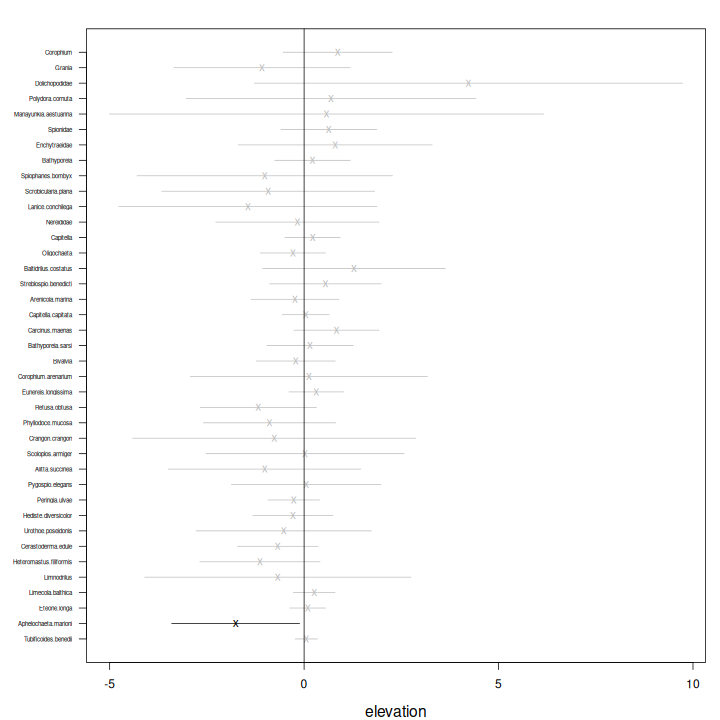 Corophium
Grania
Dolichopodidae
Polydora.cornuta
Manayunkia.aestuarina
Spionidae
Enchytraeidae
Bathyporeia
Spiophanes.bombyx
Scrobicularia.plana
Lanice.conchilega
Nereididae
Capitella
Oligochaeta
Baltidrilus.costatus
Streblospio.benedicti
Arenicola.marina
Capitella.capitata
Carcinus.maenas
Bathyporeia.sarsi
Bivalvia
Corophium.arenarium
Eunereis.longissima
Retusa.obtusa
Phyllodoce.mucosa
Crangon.crangon
Scoloplos.armiger
Alitta.succinea
Pygospio.elegans
Peringia.ulvae
Hediste.diversicolor
Urothoe.poseidonis
Cerastoderma.edule
Heteromastus.filiformis
Limnodrilus
Limecola.balthica
Eteone.longa
Aphelochaeta.marioni
Tubificoides.benedii
-5 0 5 10
elevation